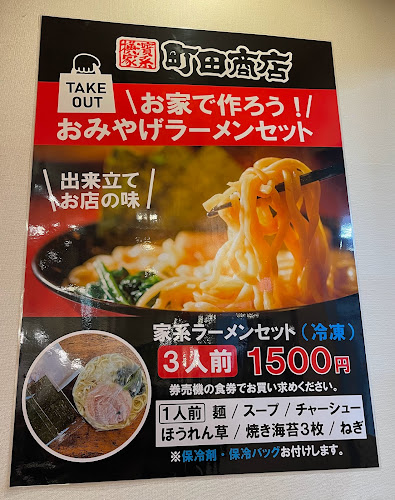 横濱家系 町田商店
TAKE
OUT
\お家で作ろう！/
おみやげラーメンセット
\出来立て
お店の味/
家系ラーメンセット（冷凍）
3人前 1500円
券売機の食券でお買い求めください。
1人前 麺 / スープ / チャーシュー
ほうれん草 / 焼き海苔3枚 / ねぎ
※保冷剤・保冷バッグお付けします。